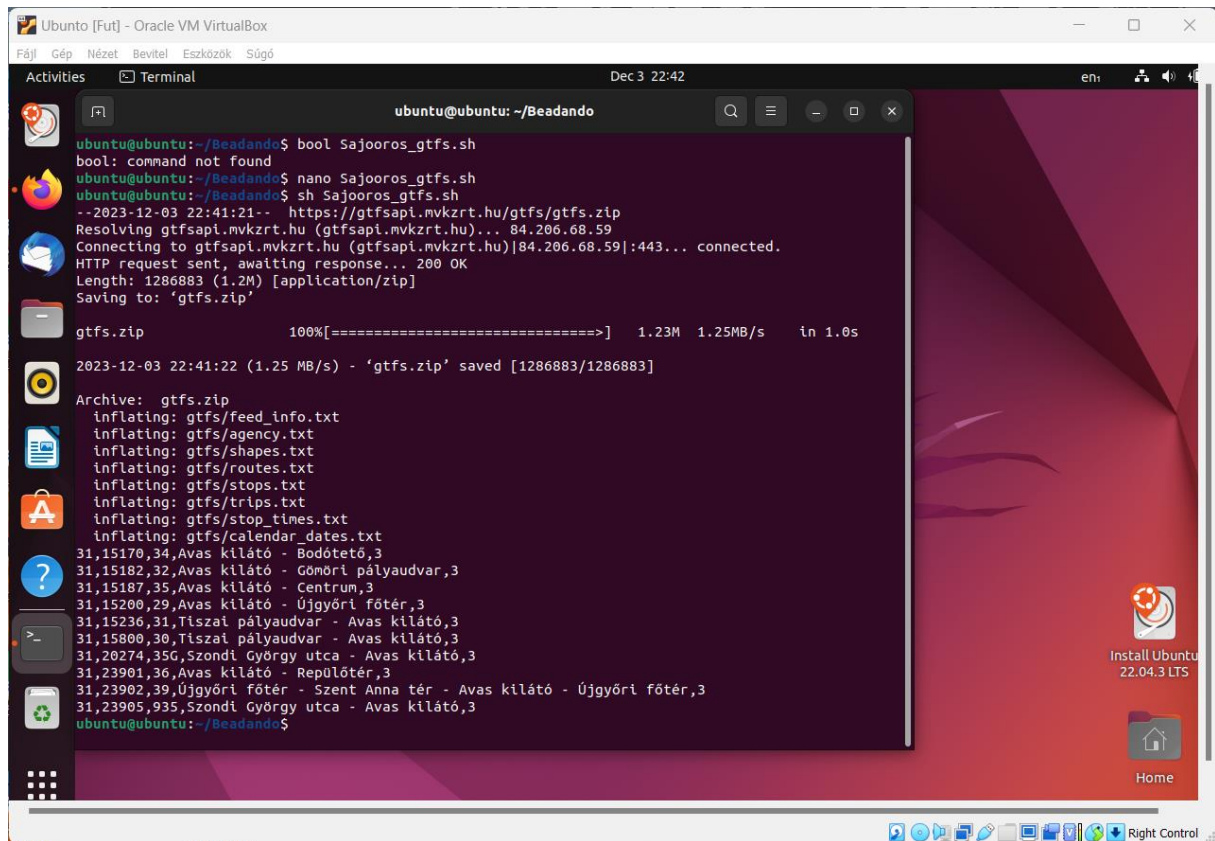 Ubunto [Fut] - Oracle VM VirtualBox
Fájl Gép Nézet Bevitel Eszközök Súgó
Activities Terminal Dec 3 22:42 en₁
ubuntu@ubuntu: ~/Beadando
ubuntu@ubuntu:~/Beadando$ bool Sajooros_gtfs.sh
bool: command not found
ubuntu@ubuntu:~/Beadando$ nano Sajooros_gtfs.sh
ubuntu@ubuntu:~/Beadando$ sh Sajooros_gtfs.sh
--2023-12-03 22:41:21-- https://gtfsapi.mvkzrt.hu/gtfs/gtfs.zip
Resolving gtfsapi.mvkzrt.hu (gtfsapi.mvkzrt.hu)... 84.206.68.59
Connecting to gtfsapi.mvkzrt.hu (gtfsapi.mvkzrt.hu)|84.206.68.59|:443... connected.
HTTP request sent, awaiting response... 200 OK
Length: 1286883 (1.2M) [application/zip]
Saving to: ‘gtfs.zip’
gtfs.zip 100%[===============================>] 1.23M 1.25MB/s in 1.0s
2023-12-03 22:41:22 (1.25 MB/s) - ‘gtfs.zip’ saved [1286883/1286883]
Archive: gtfs.zip
inflating: gtfs/feed_info.txt
inflating: gtfs/agency.txt
inflating: gtfs/shapes.txt
inflating: gtfs/routes.txt
inflating: gtfs/stops.txt
inflating: gtfs/trips.txt
inflating: gtfs/stop_times.txt
inflating: gtfs/calendar_dates.txt
31,15170,34,Avas kilátó - Bodótető,3
31,15182,32,Avas kilátó - Gömöri pályaudvar,3
31,15187,35,Avas kilátó - Centrum,3
31,15200,29,Avas kilátó - Újgyőri főtér,3
31,15236,31,Tiszai pályaudvar - Avas kilátó,3
31,15800,30,Tiszai pályaudvar - Avas kilátó,3
31,20274,35G,Szondi György utca - Avas kilátó,3
31,23901,36,Avas kilátó - Repülőtér,3
31,23902,39,Újgyőri főtér - Szent Anna tér - Avas kilátó - Újgyőri főtér,3
31,23905,935,Szondi György utca - Avas kilátó,3
ubuntu@ubuntu:~/Beadando$
Install Ubuntu
22.04.3 LTS
Home
Right Control